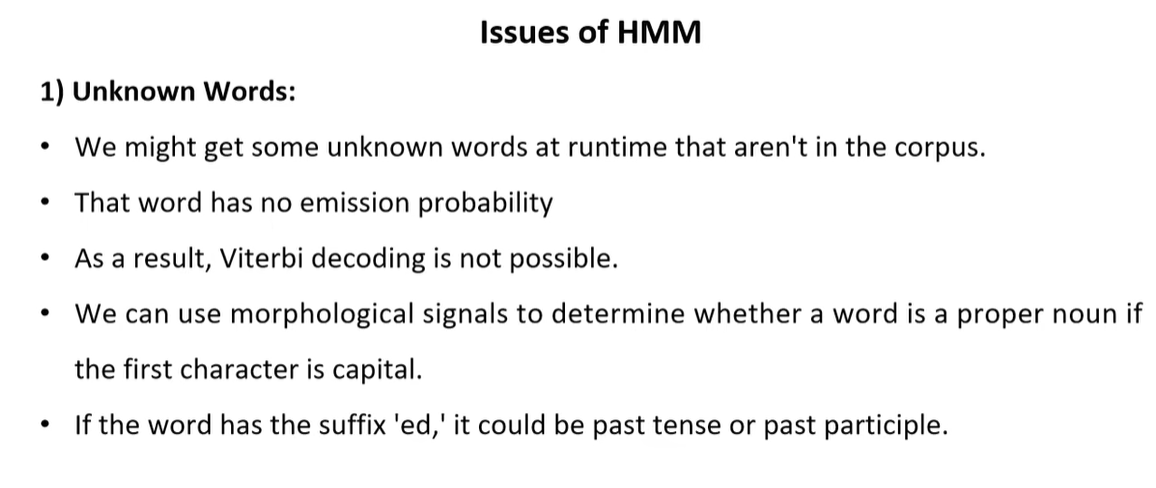 Issues of HMM
1) Unknown Words:
• We might get some unknown words at runtime that aren't in the corpus.
• That word has no emission probability
• As a result, Viterbi decoding is not possible.
• We can use morphological signals to determine whether a word is a proper noun if
the first character is capital.
• If the word has the suffix 'ed,' it could be past tense or past participle.